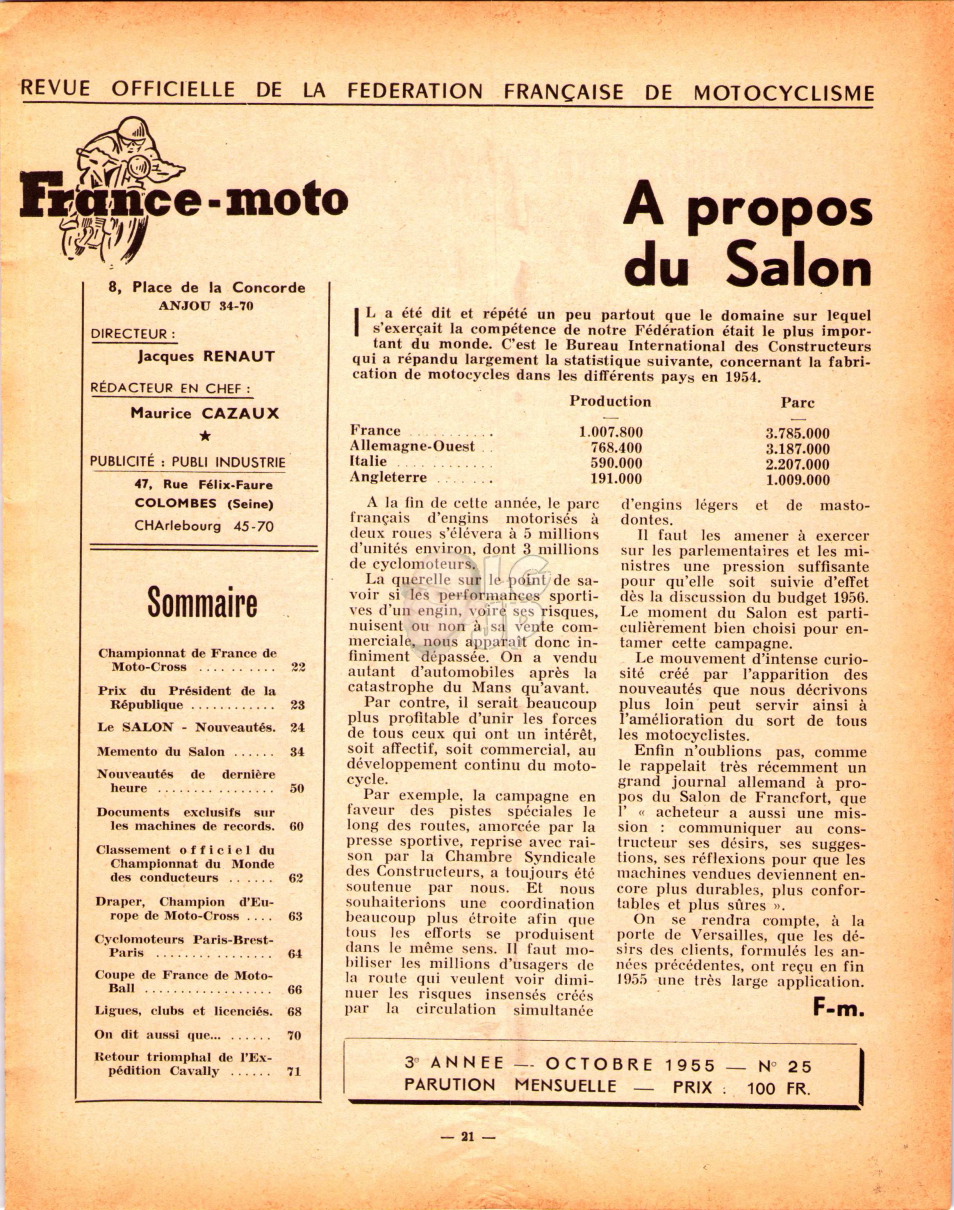 REVUE OFFICIELLE DE LA FEDERATION FRANÇAISE DE MOTOCYCLISME
France-moto
8, Place de la Concorde
ANJOU 34-70
DIRECTEUR :
Jacques RENAUT
RÉDACTEUR EN CHEF :
Maurice CAZAUX
★
PUBLICITÉ : PUBLI INDUSTRIE
47, Rue Félix-Faure
COLOMBES (Seine)
CHArlebourg 45-70
Sommaire
Championnat de France de
Moto-Cross .......... 22
Prix du Président de la
République ............ 23
Le SALON - Nouveautés. 24
Memento du Salon ...... 34
Nouveautés de dernière
heure ................ 50
Documents exclusifs sur
les machines de records. 60
Classement officiel du
Championnat du Monde
des conducteurs ...... 62
Draper, Champion d'Eu-
rope de Moto-Cross .... 63
Cyclomoteurs Paris-Brest-
Paris ................ 64
Coupe de France de Moto-
Ball .................. 66
Ligues, clubs et licenciés. 68
On dit aussi que... ...... 70
Retour triomphal de l'Ex-
pédition Cavally ...... 71
A propos
du Salon
IL a été dit et répété un peu partout que le domaine sur lequel
s'exerçait la compétence de notre Fédération était le plus impor-
tant du monde. C'est le Bureau International des Constructeurs
qui a répandu largement la statistique suivante, concernant la fabri-
cation de motocycles dans les différents pays en 1954.
Production Parc
France ........... 1.007.800 3.785.000
Allemagne-Ouest .. 768.400 3.187.000
Italie ............ 590.000 2.207.000
Angleterre ....... 191.000 1.009.000
A la fin de cette année, le parc
français d'engins motorisés à
deux roues s'élévera à 5 millions
d'unités environ, dont 3 millions
de cyclomoteurs.
La querelle sur le point de sa-
voir si les performances sporti-
ves d'un engin, voire ses risques,
nuisent ou non à sa vente com-
merciale, nous apparaît donc in-
finiment dépassée. On a vendu
autant d'automobiles après la
catastrophe du Mans qu'avant.
Par contre, il serait beaucoup
plus profitable d'unir les forces
de tous ceux qui ont un intérêt,
soit affectif, soit commercial, au
développement continu du moto-
cycle.
Par exemple, la campagne en
faveur des pistes spéciales le
long des routes, amorcée par la
presse sportive, reprise avec rai-
son par la Chambre Syndicale
des Constructeurs, a toujours été
soutenue par nous. Et nous
souhaiterions une coordination
beaucoup plus étroite afin que
tous les efforts se produisent
dans le même sens. Il faut mo-
biliser les millions d'usagers de
la route qui veulent voir dimi-
nuer les risques insensés créés
par la circulation simultanée
d'engins légers et de masto-
dontes.
Il faut les amener à exercer
sur les parlementaires et les mi-
nistres une pression suffisante
pour qu'elle soit suivie d'effet
dès la discussion du budget 1956.
Le moment du Salon est parti-
culièrement bien choisi pour en-
tamer cette campagne.
Le mouvement d'intense curio-
sité créé par l'apparition des
nouveautés que nous décrivons
plus loin peut servir ainsi à
l'amélioration du sort de tous
les motocyclistes.
Enfin n'oublions pas, comme
le rappelait très récemment un
grand journal allemand à pro-
pos du Salon de Francfort, que
l' « acheteur a aussi une mis-
sion : communiquer au cons-
tructeur ses désirs, ses sugges-
tions, ses réflexions pour que les
machines vendues deviennent en-
core plus durables, plus confor-
tables et plus sûres ».
On se rendra compte, à la
porte de Versailles, que les dé-
sirs des clients, formulés les an-
nées précédentes, ont reçu en fin
1955 une très large application.
F-m.
3e ANNEE — OCTOBRE 1955 — No 25
PARUTION MENSUELLE — PRIX : 100 FR.
— 21 —